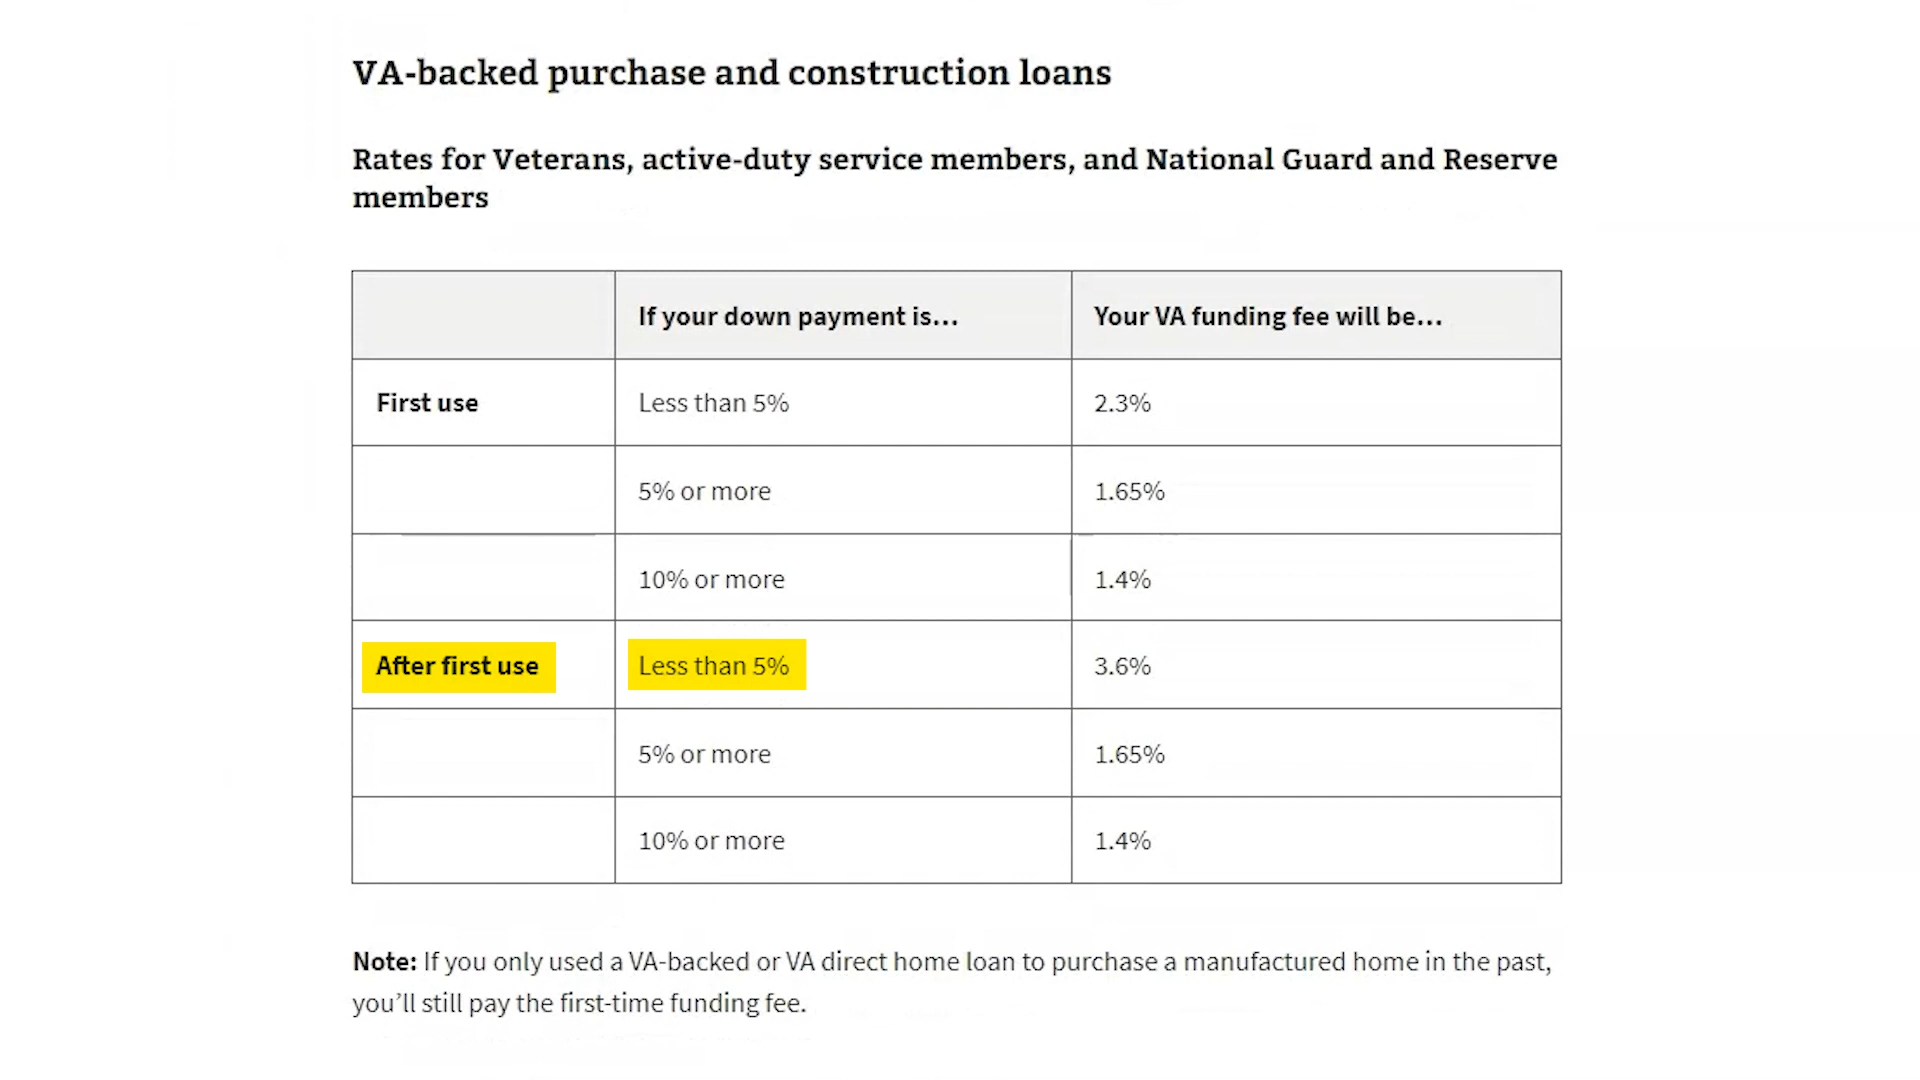 VA-backed purchase and construction loans
Rates for Veterans, active-duty service members, and National Guard and Reserve
members
If your down payment is... Your VA funding fee will be...
First use Less than 5% 2.3%
5% or more 1.65%
10% or more 1.4%
After first use Less than 5% 3.6%
5% or more 1.65%
10% or more 1.4%
Note: If you only used a VA-backed or VA direct home loan to purchase a manufactured home in the past,
you’ll still pay the first-time funding fee.